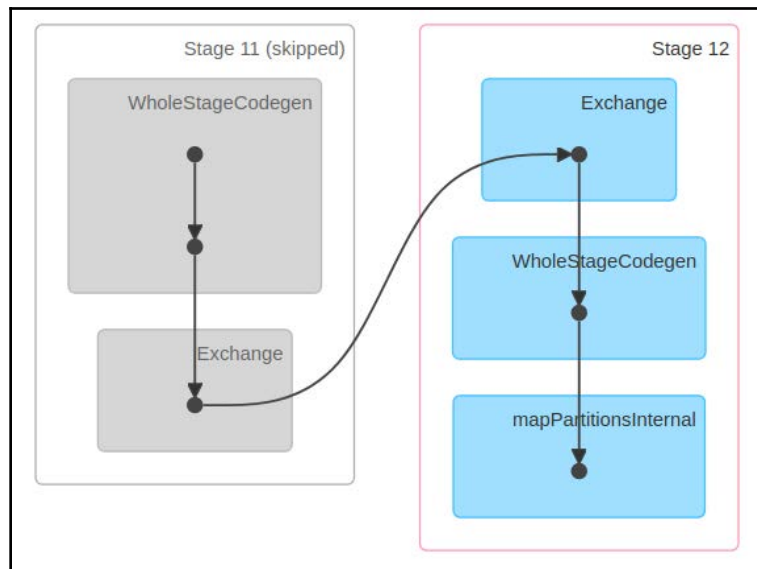 Stage 11 (skipped)
WholeStageCodegen
Exchange
Stage 12
Exchange
WholeStageCodegen
mapPartitionsInternal